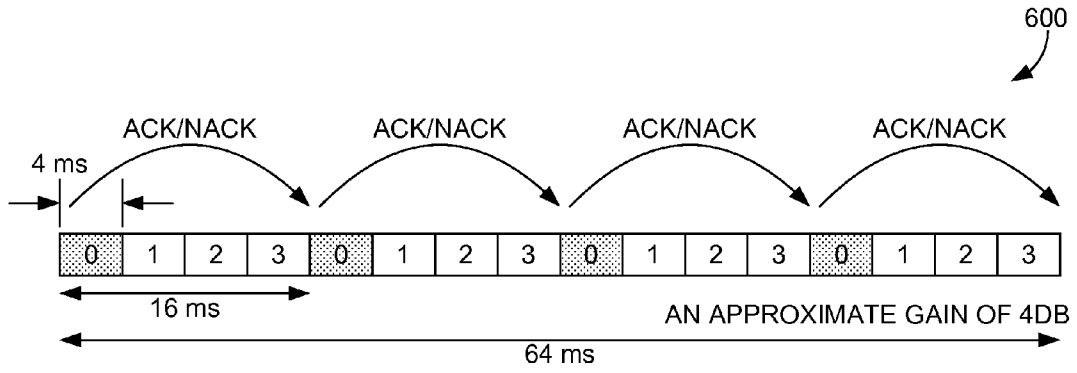 600
ACK/NACK ACK/NACK ACK/NACK ACK/NACK
4 ms
0 1 2 3 0 1 2 3 0 1 2 3 0 1 2 3
16 ms
AN APPROXIMATE GAIN OF 4DB
64 ms